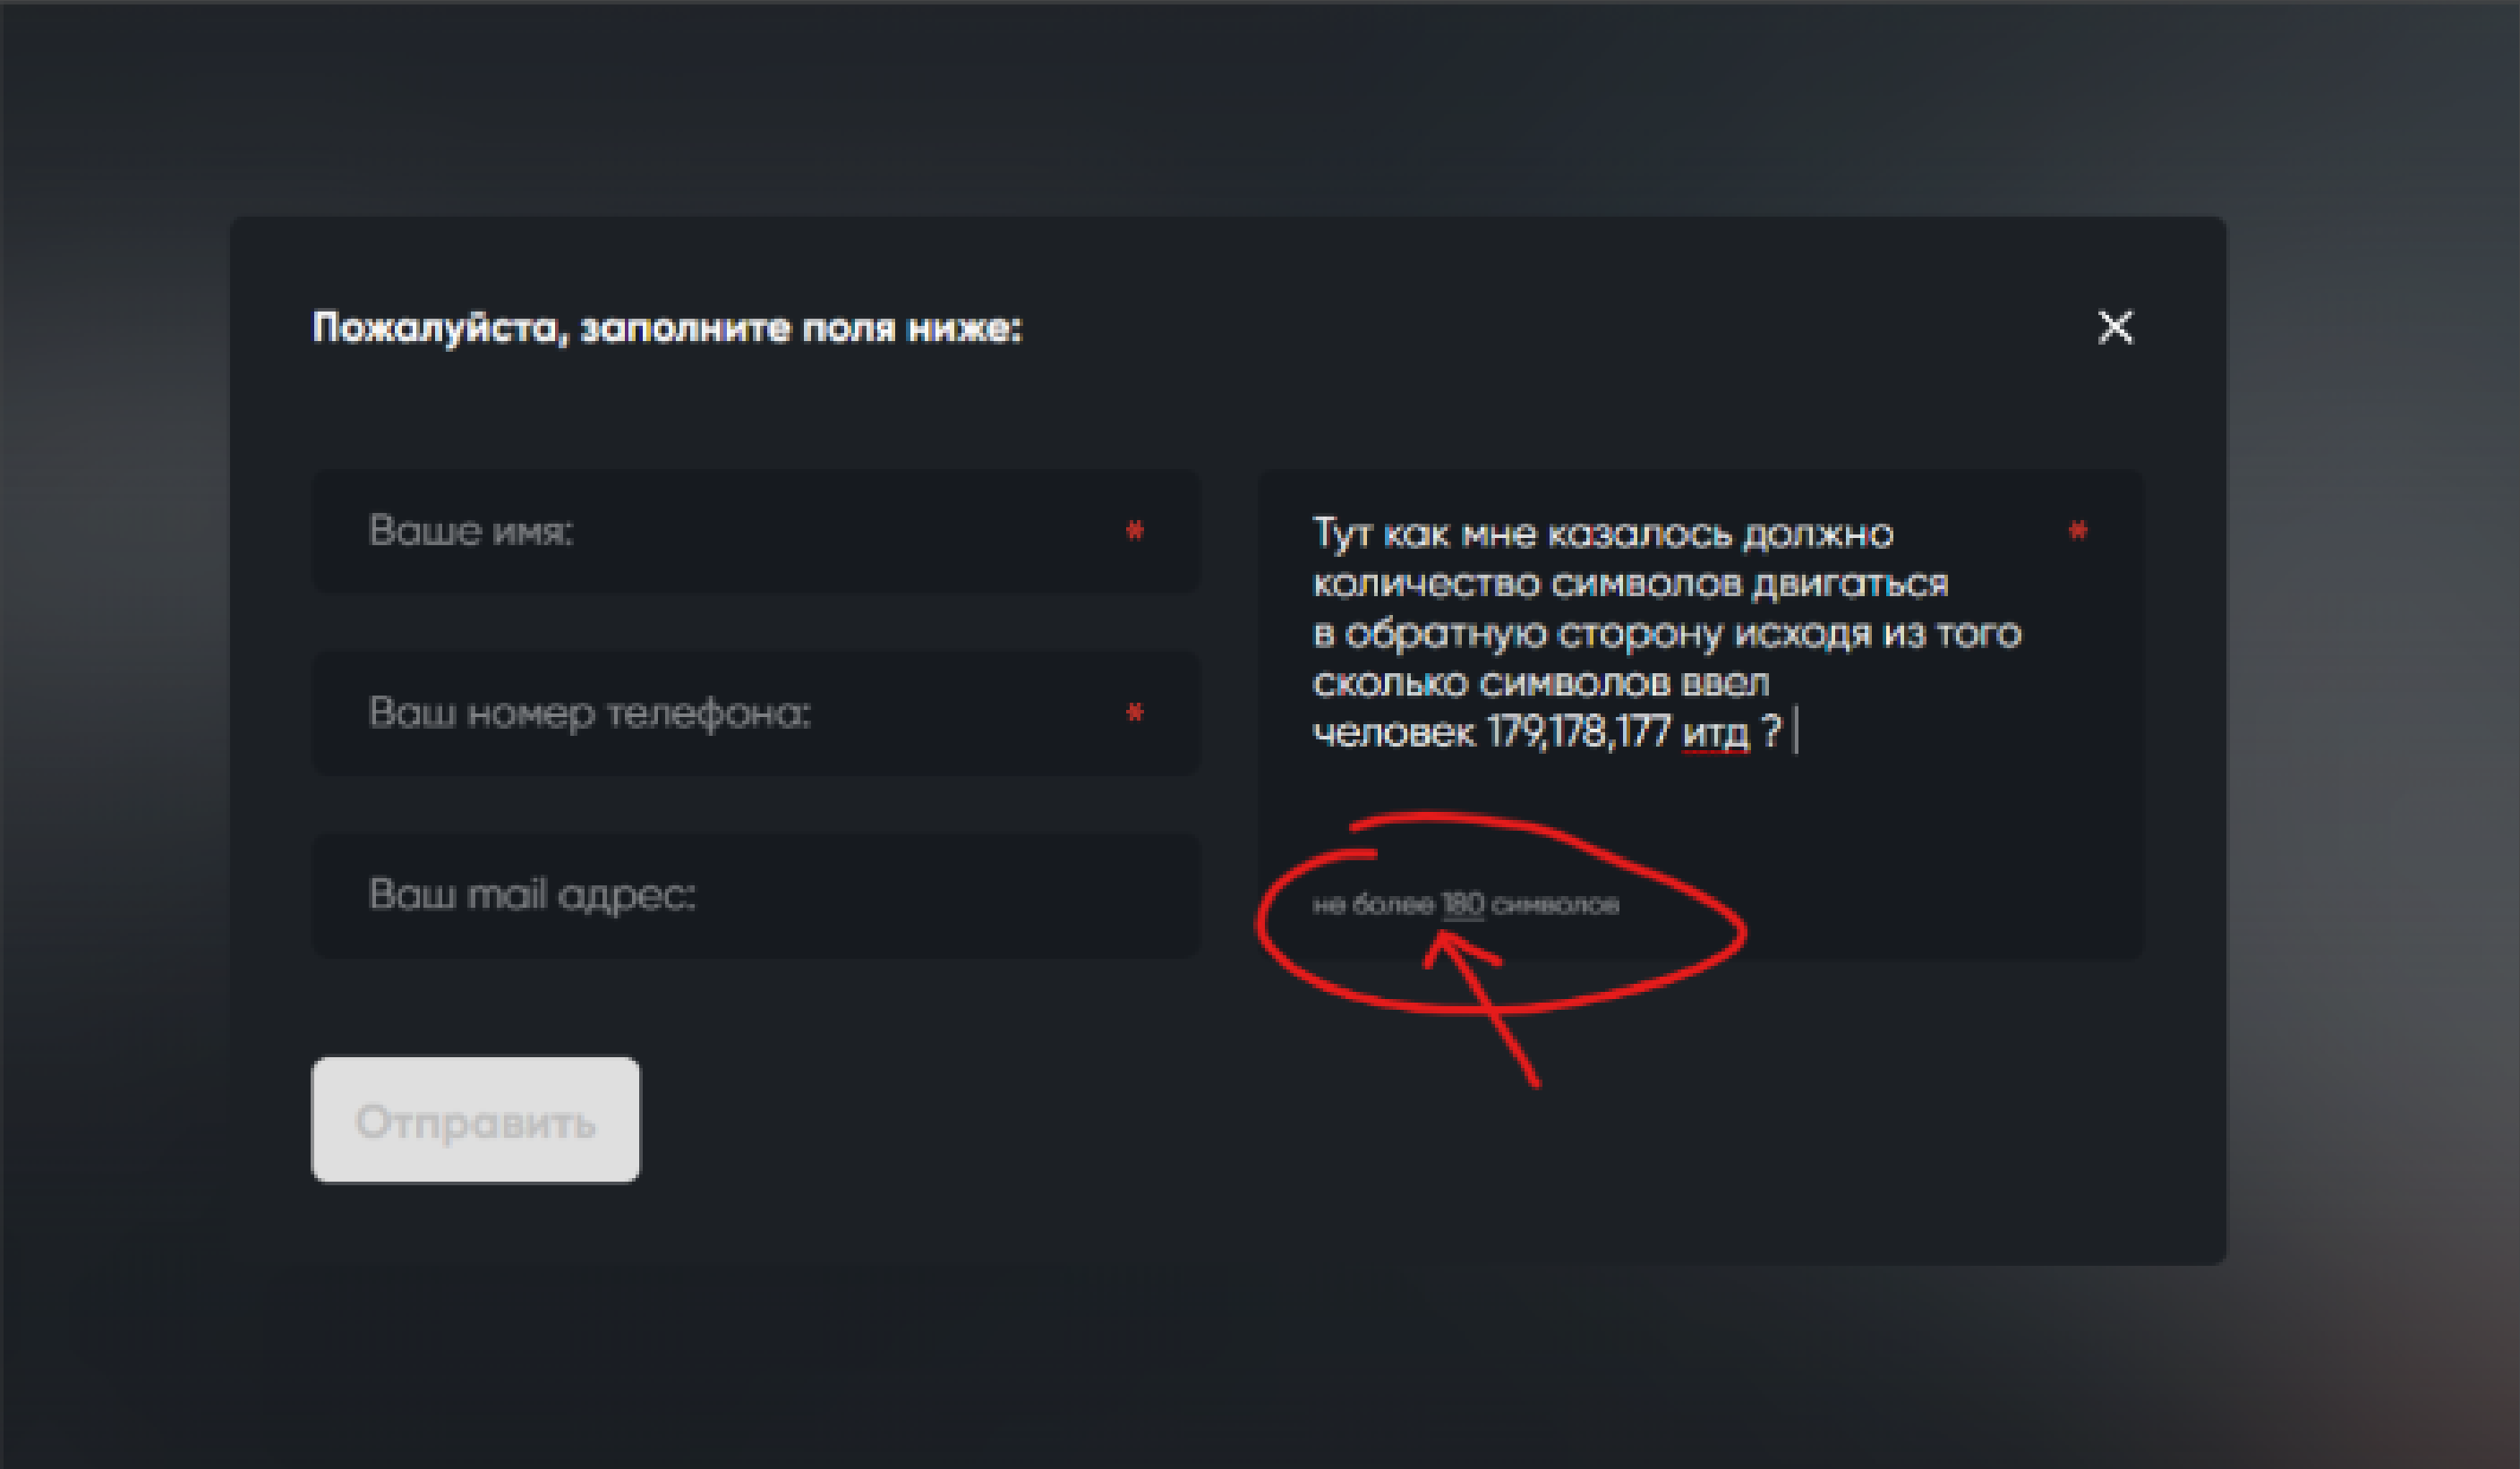 Пожалуйста, заполните поля ниже:
Ваше имя: *
Ваш номер телефона: *
Ваш mail адрес:
Тут как мне казалось должно *
количество символов двигаться
в обратную сторону исходя из того
сколько символов ввел
человек 179,178,177 итд ?
не более 180 символов
Отправить